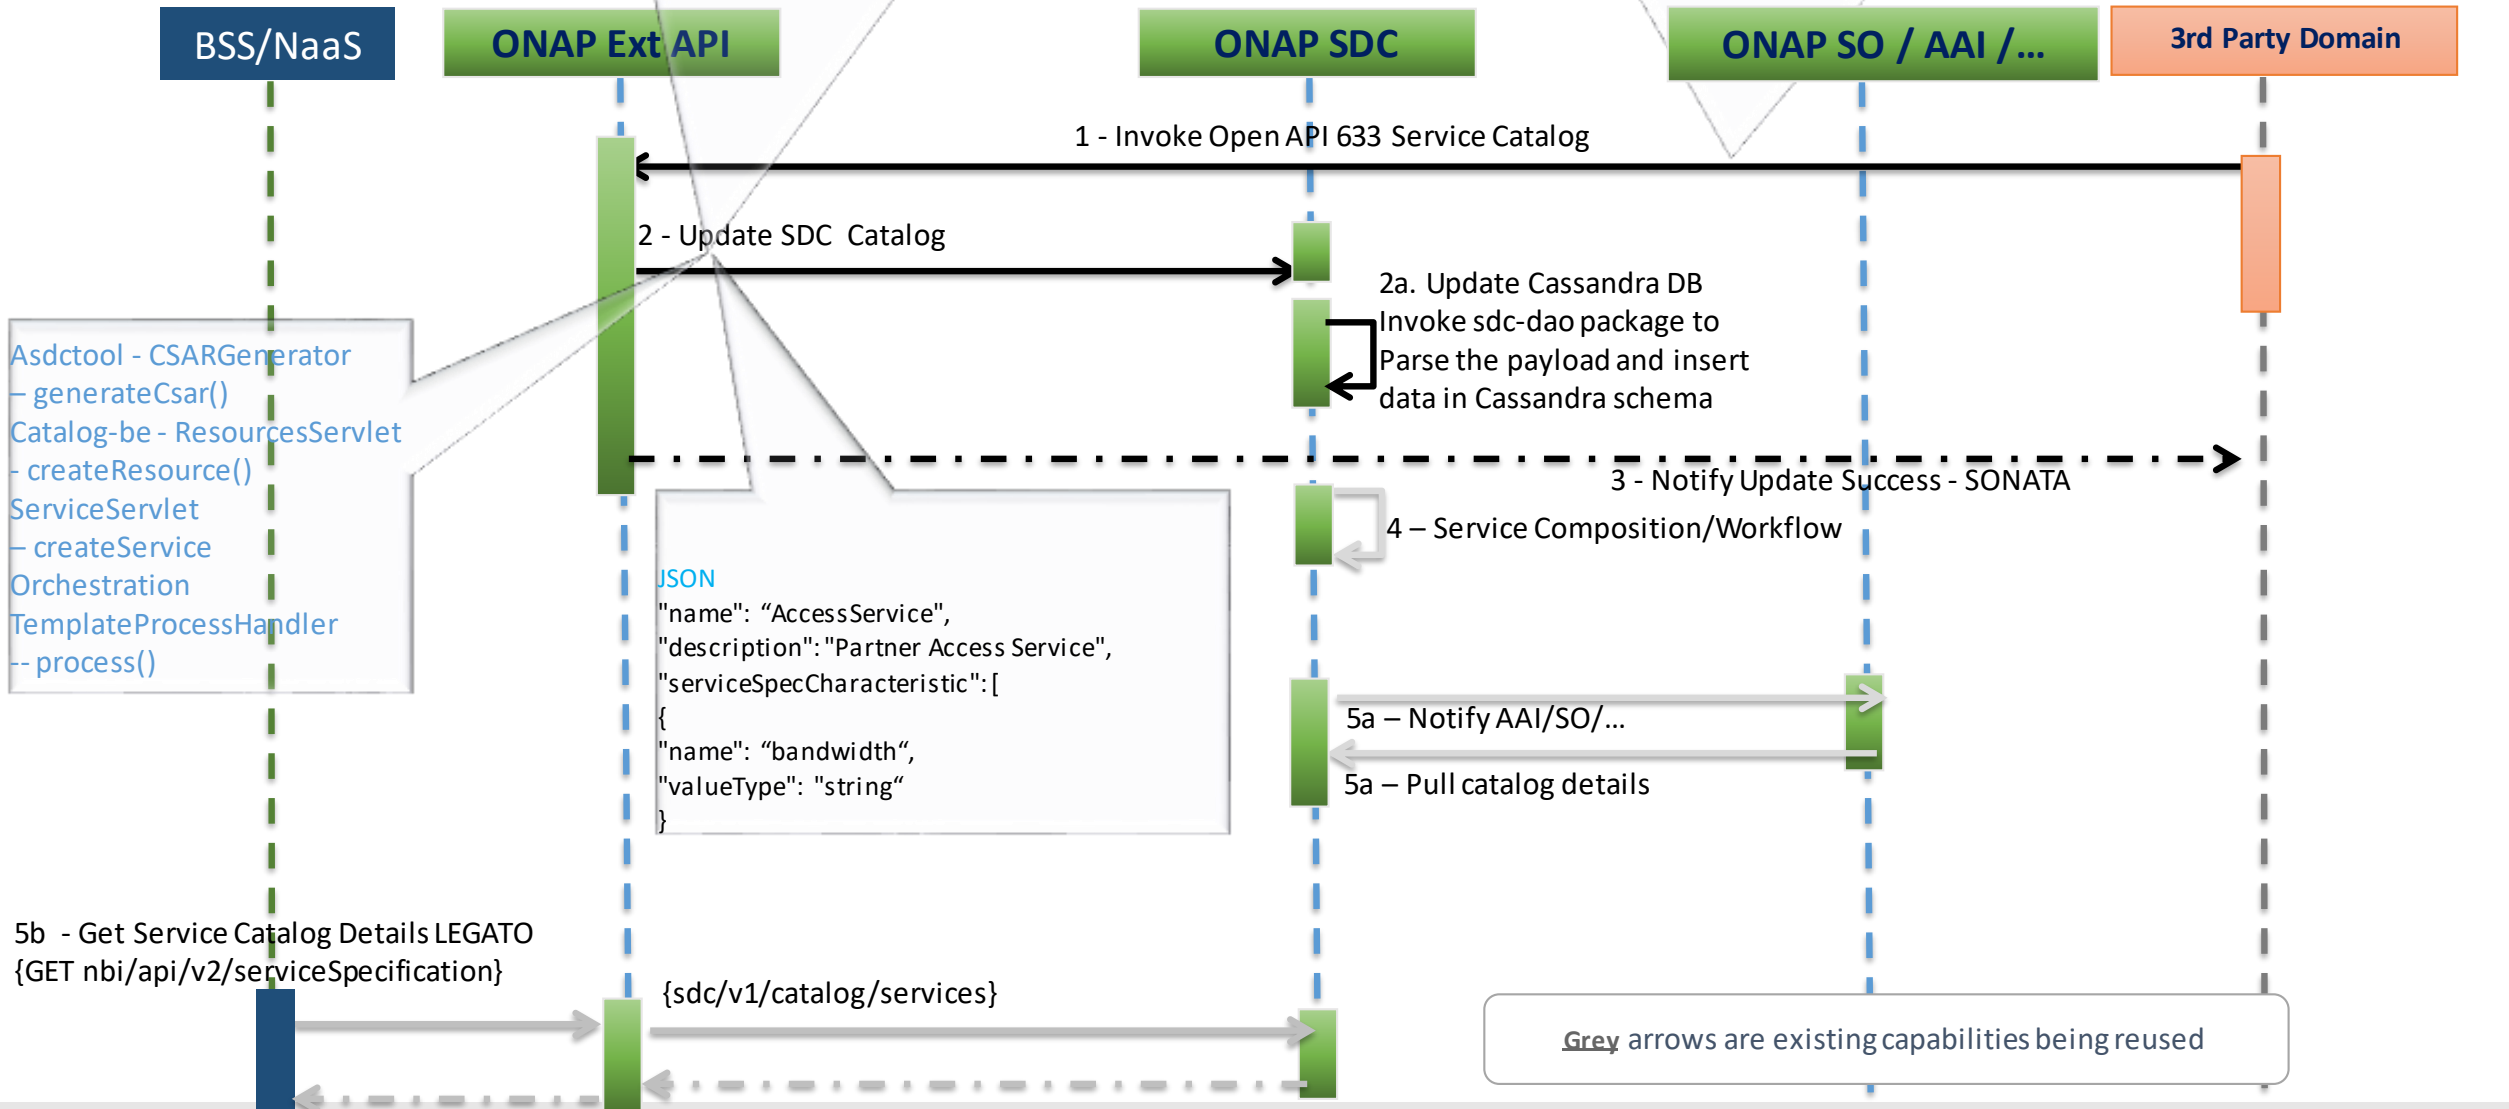 BSS/NaaS
ONAP Ext API
ONAP SDC
ONAP SO / AAI /...
3rd Party Domain
1 - Invoke Open API 633 Service Catalog
2 - Update SDC Catalog
2a. Update Cassandra DB
Invoke sdc-dao package to
Parse the payload and insert
data in Cassandra schema
Asdctool - CSARGenerator
– generateCsar()
Catalog-be - ResourcesServlet
- createResource()
ServiceServlet
– createService
Orchestration
TemplateProcessHandler
-- process()
3 - Notify Update Success - SONATA
4 – Service Composition/Workflow
JSON
"name": “AccessService",
"description": "Partner Access Service",
"serviceSpecCharacteristic": [
{
"name": “bandwidth“,
"valueType": "string“
}
5a – Notify AAI/SO/...
5a – Pull catalog details
5b - Get Service Catalog Details LEGATO
{GET nbi/api/v2/serviceSpecification}
{sdc/v1/catalog/services}
Grey arrows are existing capabilities being reused